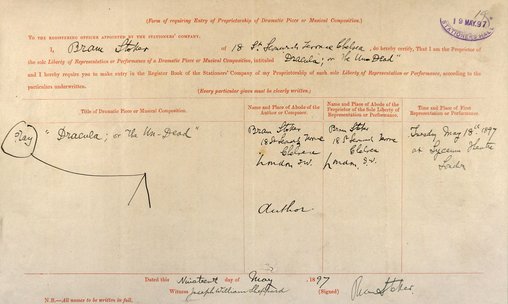 (Form of requiring Entry of Proprietorship of Dramatic Piece or Musical Composition.)
19 MAY. 97
STATIONERS' HALL
TO THE REGISTERING OFFICER APPOINTED BY THE STATIONERS' COMPANY:
I, Bram Stoker of 18 St Leonards Terrace Chelsea, do hereby certify, That I am the Proprietor of
the sole Liberty of Representation or Performance of a Dramatic Piece or Musical Composition, intituled "Dracula; or The Un-Dead"
and I hereby require you to make entry in the Register Book of the Stationers' Company of my Proprietorship of such sole Liberty of Representation or Performance, according to the
particulars underwritten.
(Every particular given must be clearly written.)
Title of Dramatic Piece or Musical Composition.
Play "Dracula; or The Un-Dead"
Name and Place of Abode of the
Author or Composer.
Bram Stoker
18 St Leonards Terrace
Chelsea
London S.W.
Author.
Name and Place of Abode of the
Proprietor of the Sole Liberty of
Representation or Performance.
Bram Stoker
18 St Leonards Terrace
Chelsea
London S.W.
Time and Place of First
Representation or Performance.
Tuesday May 18th 1897
at Lyceum Theatre
London
Dated this Nineteenth day of May 1897
Witness Joseph William (Signed) Bram Stoker
N.B.—All names to be written in full.